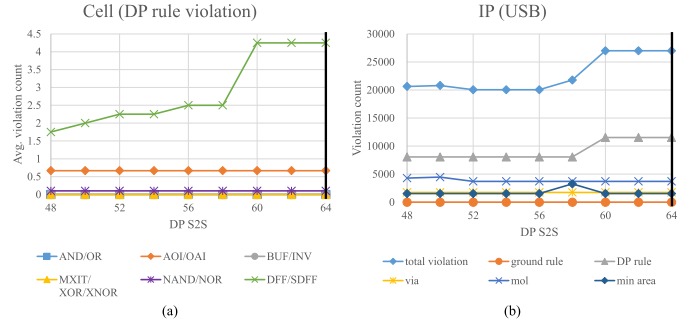 Cell (DP rule violation)
4.5
4
3.5
3
2.5
2
1.5
1
0.5
0
Avg. violation count
48 52 56 60 64
DP S2S
AND/OR AOI/OAI BUF/INV
MXIT/
XOR/XNOR NAND/NOR DFF/SDFF
(a)
IP (USB)
30000
25000
20000
15000
10000
5000
0
Violation count
48 52 56 60 64
DP S2S
total violation ground rule DP rule
via mol min area
(b)